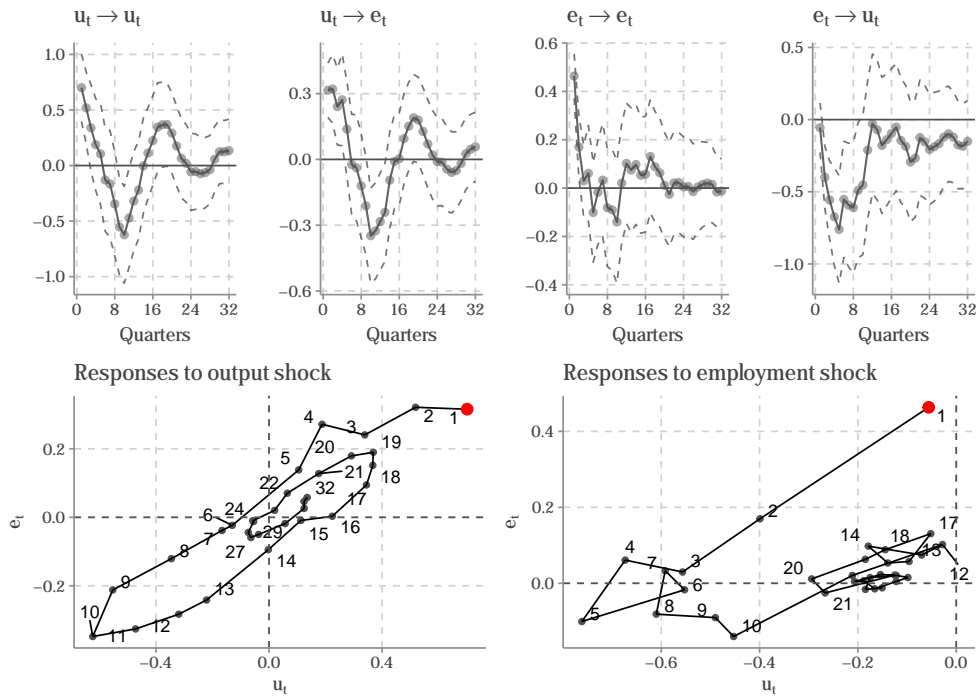 u_t → u_t
1.0
0.5
0.0
−0.5
−1.0
0 8 16 24 32
Quarters
u_t → e_t
0.3
0.0
−0.3
−0.6
0 8 16 24 32
Quarters
e_t → e_t
0.6
0.4
0.2
0.0
−0.2
−0.4
0 8 16 24 32
Quarters
e_t → u_t
0.5
0.0
−0.5
−1.0
0 8 16 24 32
Quarters
Responses to output shock
e_t
0.2
0.0
−0.2
4 3 2 1
20 19
5 21 18
22 32 17
6 24 16
7 29 15
8 27 14
9 13
10 11 12
−0.4 0.0 0.4
u_t
Responses to employment shock
e_t
0.4
0.2
0.0
1
2
17
4 3 14 18
7 20 13 12
6 21
5 8 9 10
−0.6 −0.4 −0.2 0.0
u_t